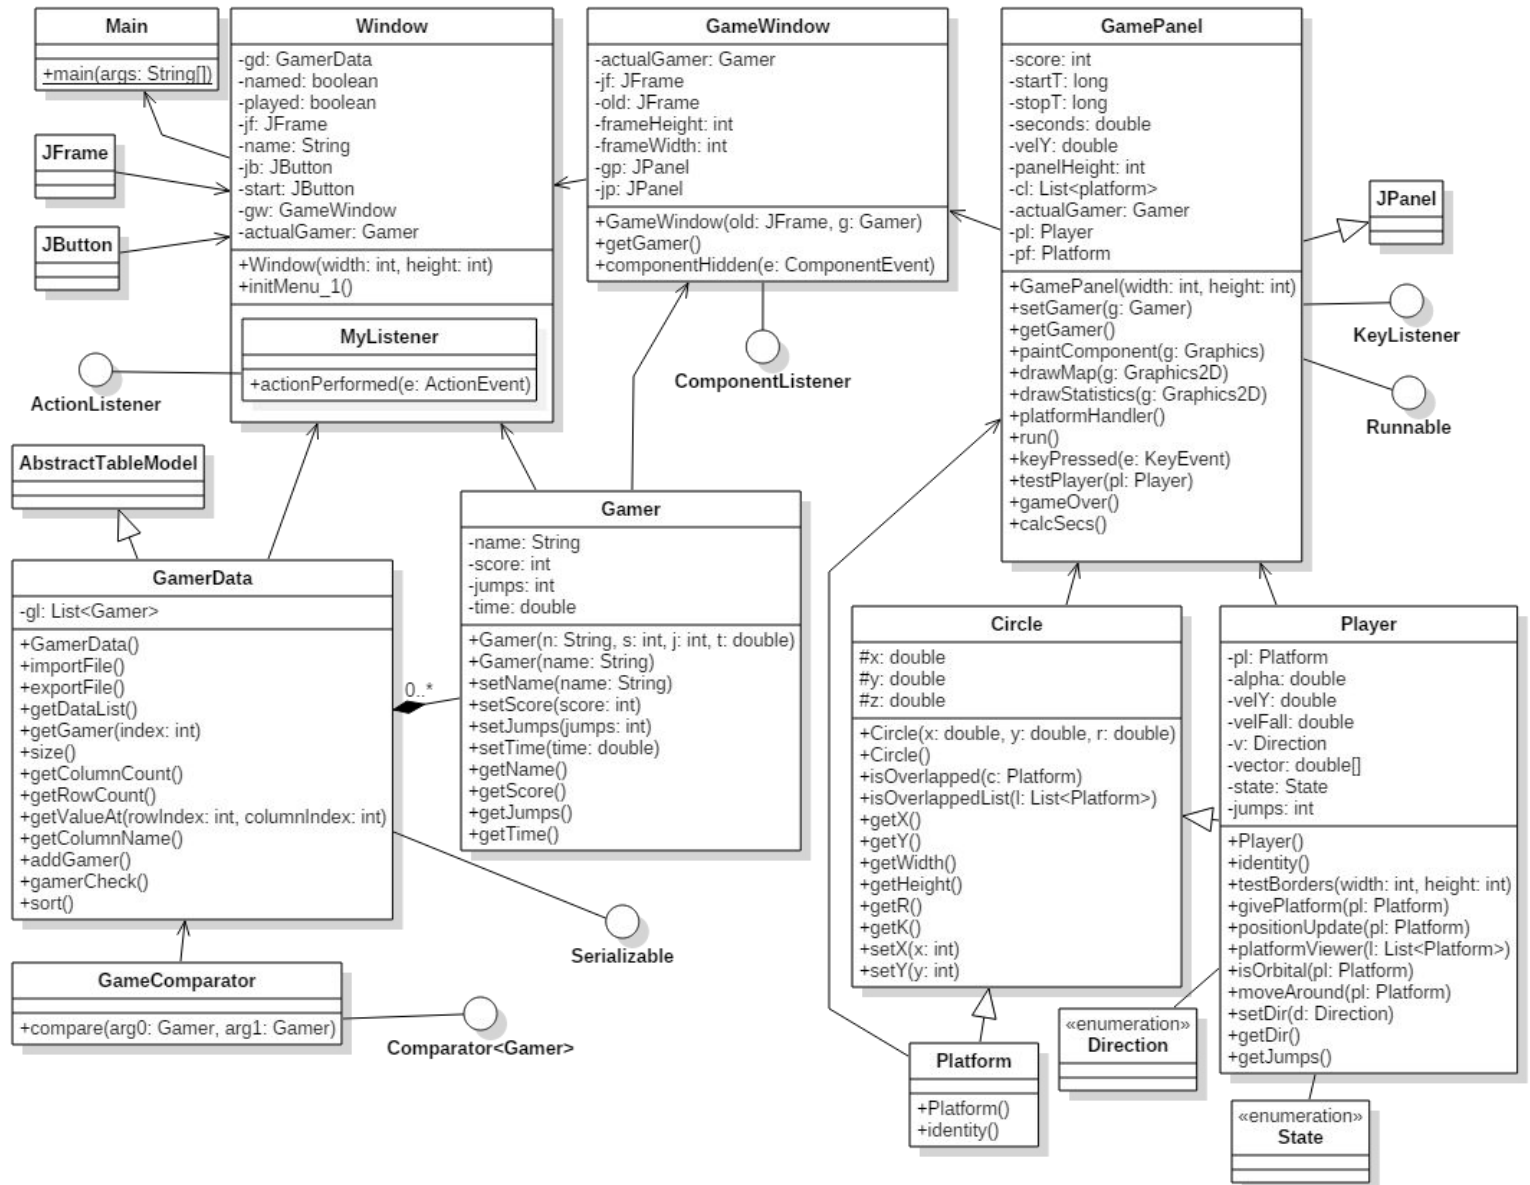 Main
+main(args: String[])
JFrame
JButton
Window
-gd: GamerData
-named: boolean
-played: boolean
-jf: JFrame
-name: String
-jb: JButton
-start: JButton
-gw: GameWindow
-actualGamer: Gamer
+Window(width: int, height: int)
+initMenu_1()
MyListener
+actionPerformed(e: ActionEvent)
ActionListener
GameWindow
-actualGamer: Gamer
-jf: JFrame
-old: JFrame
-frameHeight: int
-frameWidth: int
-gp: JPanel
-jp: JPanel
+GameWindow(old: JFrame, g: Gamer)
+getGamer()
+componentHidden(e: ComponentEvent)
ComponentListener
GamePanel
-score: int
-startT: long
-stopT: long
-seconds: double
-velY: double
-panelHeight: int
-cl: List<platform>
-actualGamer: Gamer
-pl: Player
-pf: Platform
+GamePanel(width: int, height: int)
+setGamer(g: Gamer)
+getGamer()
+paintComponent(g: Graphics)
+drawMap(g: Graphics2D)
+drawStatistics(g: Graphics2D)
+platformHandler()
+run()
+keyPressed(e: KeyEvent)
+testPlayer(pl: Player)
+gameOver()
+calcSecs()
JPanel
KeyListener
Runnable
AbstractTableModel
GamerData
-gl: List<Gamer>
+GamerData()
+importFile()
+exportFile()
+getDataList()
+getGamer(index: int)
+size()
+getColumnCount()
+getRowCount()
+getValueAt(rowIndex: int, columnIndex: int)
+getColumnName()
+addGamer()
+gamerCheck()
+sort()
0..*
Gamer
-name: String
-score: int
-jumps: int
-time: double
+Gamer(n: String, s: int, j: int, t: double)
+Gamer(name: String)
+setName(name: String)
+setScore(score: int)
+setJumps(jumps: int)
+setTime(time: double)
+getName()
+getScore()
+getJumps()
+getTime()
Serializable
GameComparator
+compare(arg0: Gamer, arg1: Gamer)
Comparator<Gamer>
Circle
#x: double
#y: double
#z: double
+Circle(x: double, y: double, r: double)
+Circle()
+isOverlapped(c: Platform)
+isOverlappedList(l: List<Platform>)
+getX()
+getY()
+getWidth()
+getHeight()
+getR()
+getK()
+setX(x: int)
+setY(y: int)
Player
-pl: Platform
-alpha: double
-velY: double
-velFall: double
-v: Direction
-vector: double[]
-state: State
-jumps: int
+Player()
+identity()
+testBorders(width: int, height: int)
+givePlatform(pl: Platform)
+positionUpdate(pl: Platform)
+platformViewer(l: List<Platform>)
+isOrbital(pl: Platform)
+moveAround(pl: Platform)
+setDir(d: Direction)
+getDir()
+getJumps()
Platform
+Platform()
+identity()
«enumeration»
Direction
«enumeration»
State